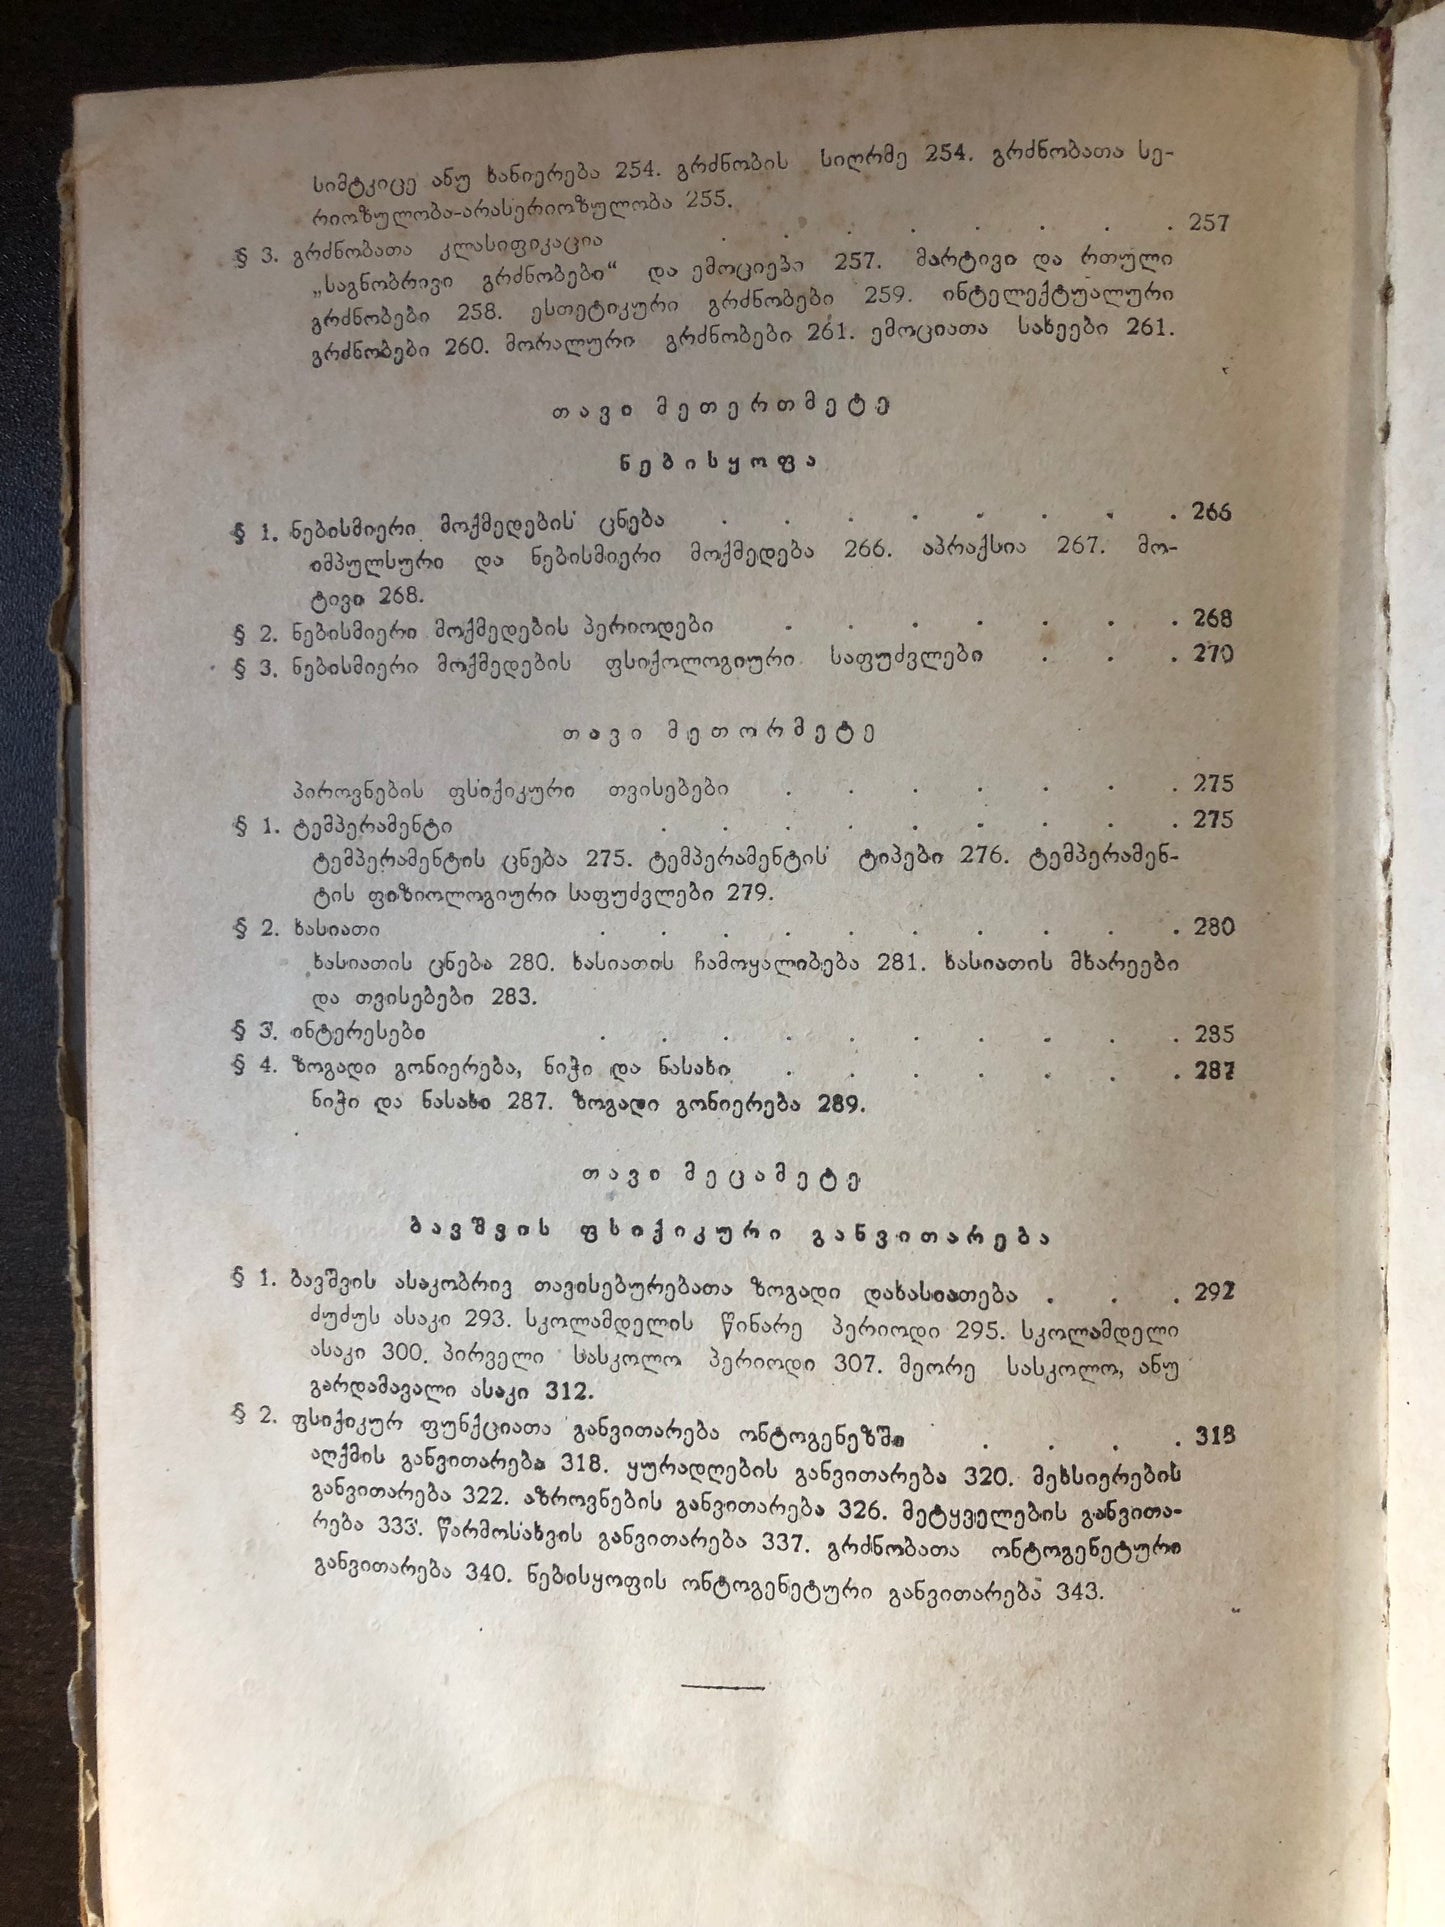 სიმტკიცე ანუ ხანიერება 254. გრძნობის სიღრმე 254. გრძნობათა სე-
რიოზულობა-არასერიოზულობა 255.
§ 3. გრძნობათა კლასიფიკაცია . . . . . . . . 257
„საგნობრივი გრძნობები“ და ემოციები 257. მარტივი და რთული
გრძნობები 258. ესთეტიკური გრძნობები 259. ინტელექტუალური
გრძნობები 260. მორალური გრძნობები 261. ემოციათა სახეები 261.
თავი მეთერთმეტე
ნებისყოფა
§ 1. ნებისმიერი მოქმედების ცნება . . . . . . . . 266
იმპულსური და ნებისმიერი მოქმედება 266. აპრაქსია 267. მო-
ტივი 268.
§ 2. ნებისმიერი მოქმედების პერიოდები . . . . . . . 268
§ 3. ნებისმიერი მოქმედების ფსიქოლოგიური საფუძვლები . . . 270
თავი მეთორმეტე
პიროვნების ფსიქიკური თვისებები . . . . . . . 275
§ 1. ტემპერამენტი . . . . . . . . . 275
ტემპერამენტის ცნება 275. ტემპერამენტის ტიპები 276. ტემპერამენ-
ტის ფიზიოლოგიური საფუძვლები 279.
§ 2. ხასიათი . . . . . . . . . . 280
ხასიათის ცნება 280. ხასიათის ჩამოყალიბება 281. ხასიათის მხარეები
და თვისებები 283.
§ 3. ინტერესები . . . . . . . . . . 285
§ 4. ზოგადი გონიერება, ნიჭი და ნასახი . . . . . . . 287
ნიჭი და ნასახი 287. ზოგადი გონიერება 289.
თავი მეცამეტე
ბავშვის ფსიქიკური განვითარება
§ 1. ბავშვის ასაკობრივ თავისებურებათა ზოგადი დახასიათება . . . 292
ძუძუს ასაკი 293. სკოლამდელის წინარე პერიოდი 295. სკოლამდელი
ასაკი 300. პირველი სასკოლო პერიოდი 307. მეორე სასკოლო, ანუ
გარდამავალი ასაკი 312.
§ 2. ფსიქიკურ ფუნქციათა განვითარება ონტოგენეზში . . . . 318
აღქმის განვითარება 318. ყურადღების განვითარება 320. მეხსიერების
განვითარება 322. აზროვნების განვითარება 326. მეტყველების განვითა-
რება 333. წარმოსახვის განვითარება 337. გრძნობათა ონტოგენეტური
განვითარება 340. ნებისყოფის ონტოგენეტური განვითარება 343.